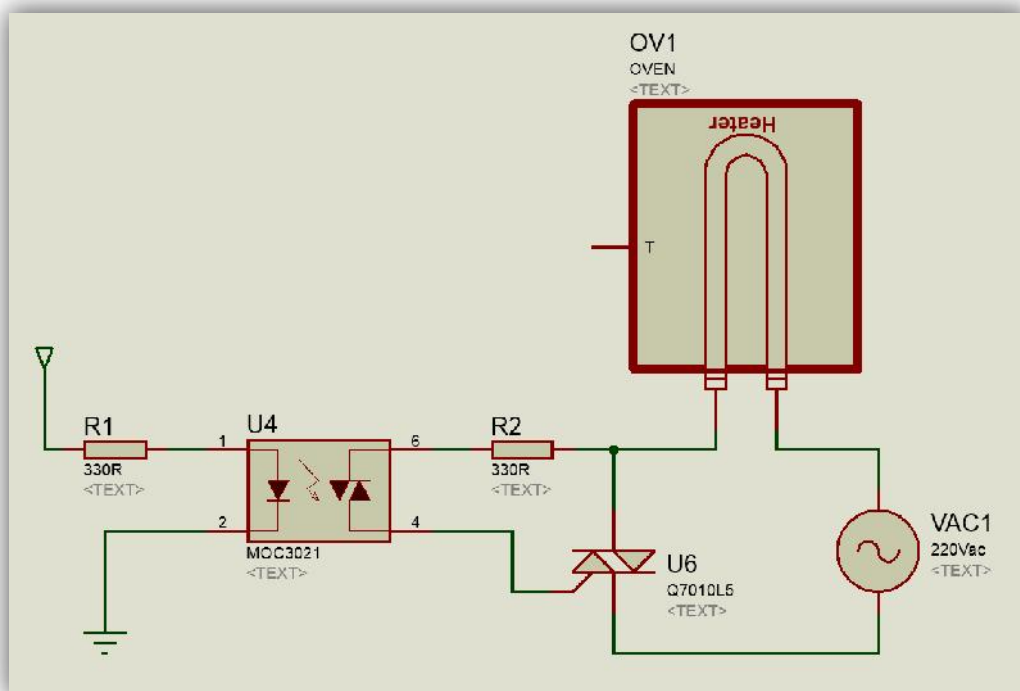 OV1
OVEN
<TEXT>
Heater
T
R1
330R
<TEXT>
1
2
U4
MOC3021
<TEXT>
6
4
R2
330R
<TEXT>
U6
Q7010L5
<TEXT>
VAC1
220Vac
<TEXT>